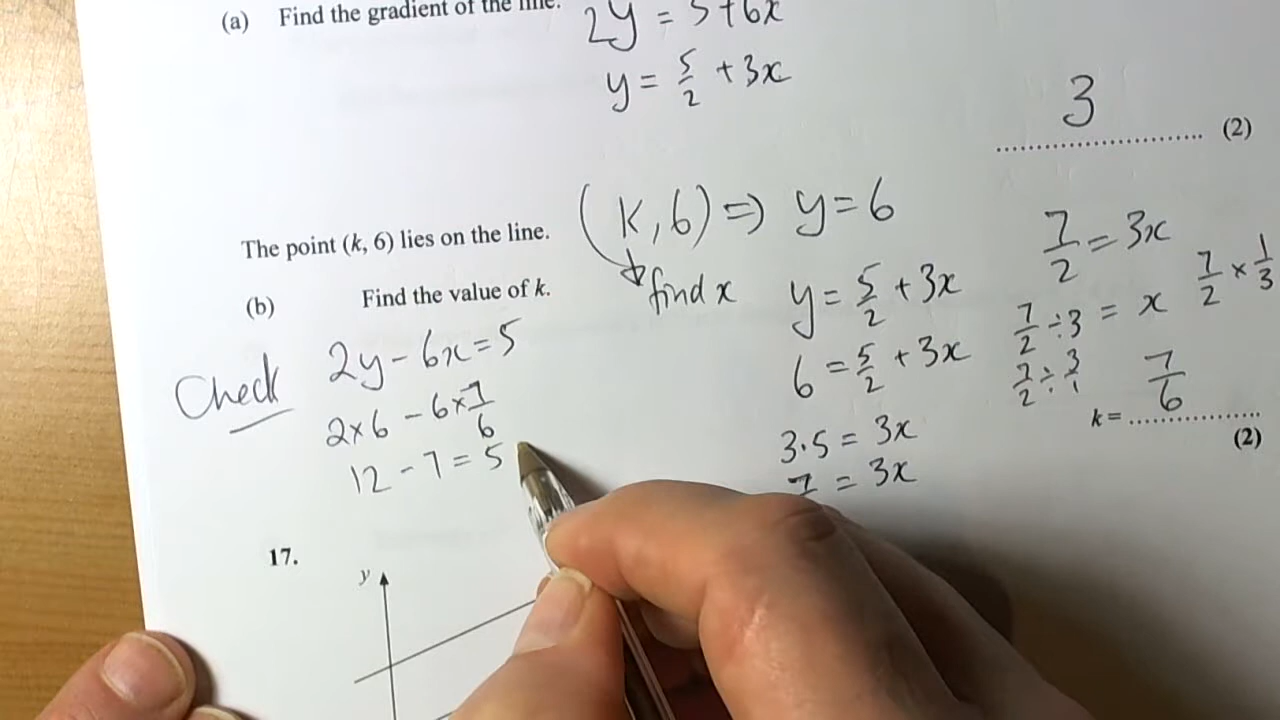 (a) Find the gradient of the line.
2y = 5+6x
y = 5/2 + 3x
3
(2)
The point (k, 6) lies on the line.
(K, 6) => y = 6
find x
(b) Find the value of k.
Check
2y - 6x = 5
2×6 - 6×7/6
12 - 7 = 5
y = 5/2 + 3x
6 = 5/2 + 3x
3.5 = 3x
7 = 3x
7/2 = 3x
7/2 ÷ 3 = x
7/2 × 1/3
7/2 ÷ 3/1
7/6
k = ....................
(2)
17.
y